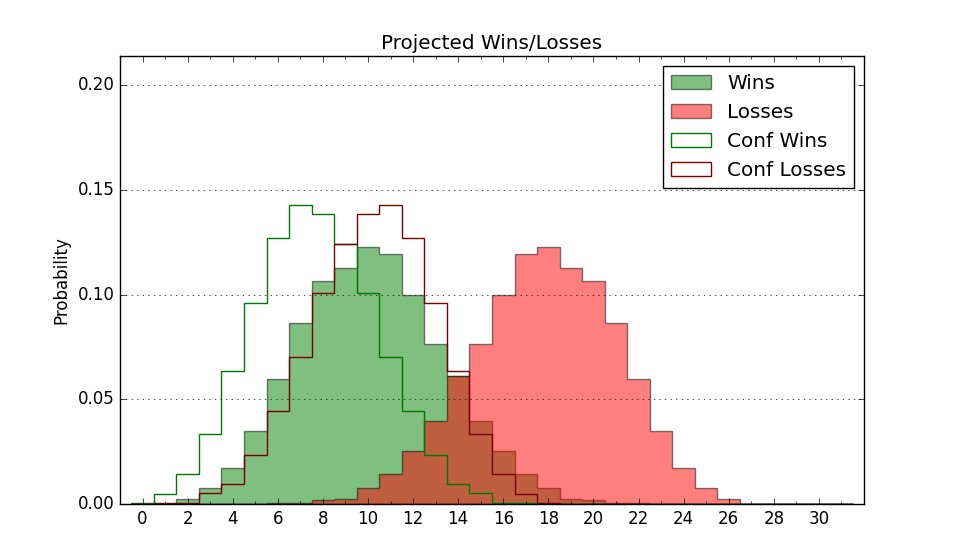 Projected Wins/Losses
0.20
0.15
0.10
0.05
0.00
Probability
Wins
Losses
Conf Wins
Conf Losses
0 2 4 6 8 10 12 14 16 18 20 22 24 26 28 30